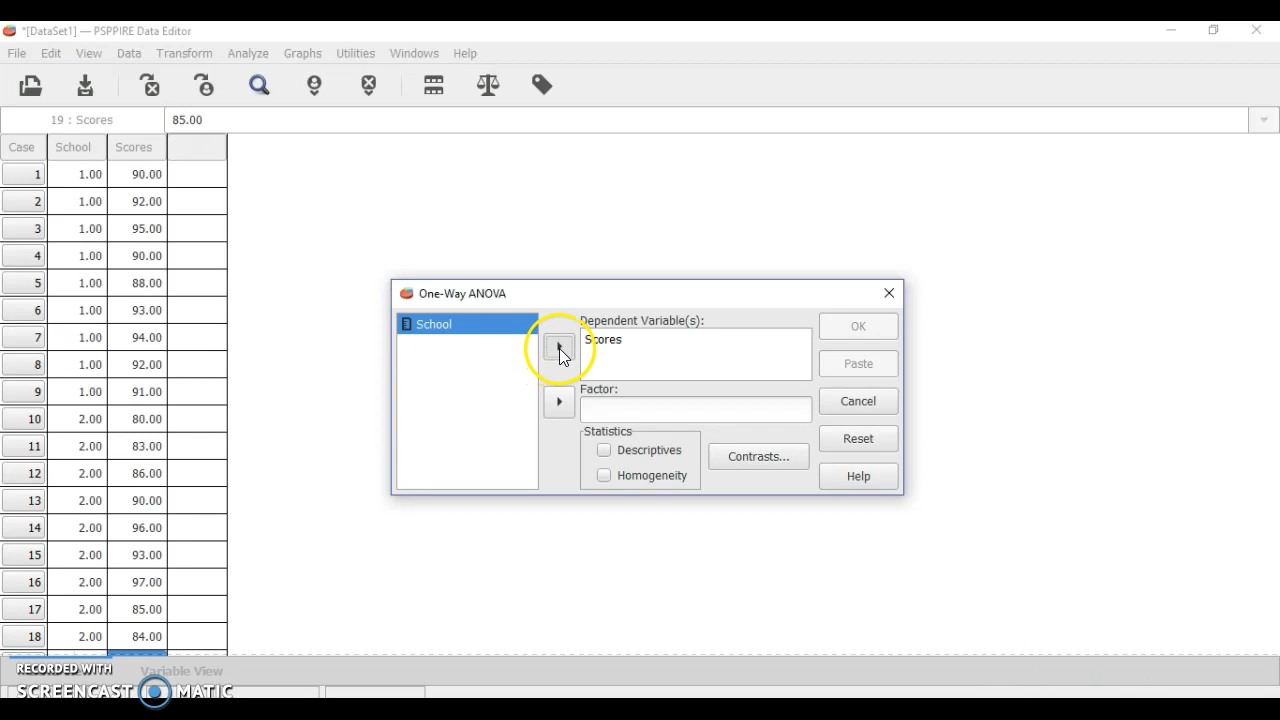 *[DataSet1] — PSPPIRE Data Editor
File Edit View Data Transform Analyze Graphs Utilities Windows Help
19 : Scores 85.00
Case School Scores
1 1.00 90.00
2 1.00 92.00
3 1.00 95.00
4 1.00 90.00
5 1.00 88.00
6 1.00 93.00
7 1.00 94.00
8 1.00 92.00
9 1.00 91.00
10 2.00 80.00
11 2.00 83.00
12 2.00 86.00
13 2.00 90.00
14 2.00 96.00
15 2.00 93.00
16 2.00 97.00
17 2.00 85.00
18 2.00 84.00
One-Way ANOVA
School
Dependent Variable(s):
Scores
Factor:
Statistics
Descriptives
Homogeneity
Contrasts...
OK
Paste
Cancel
Reset
Help
Variable View
RECORDED WITH
SCREENCAST MATIC